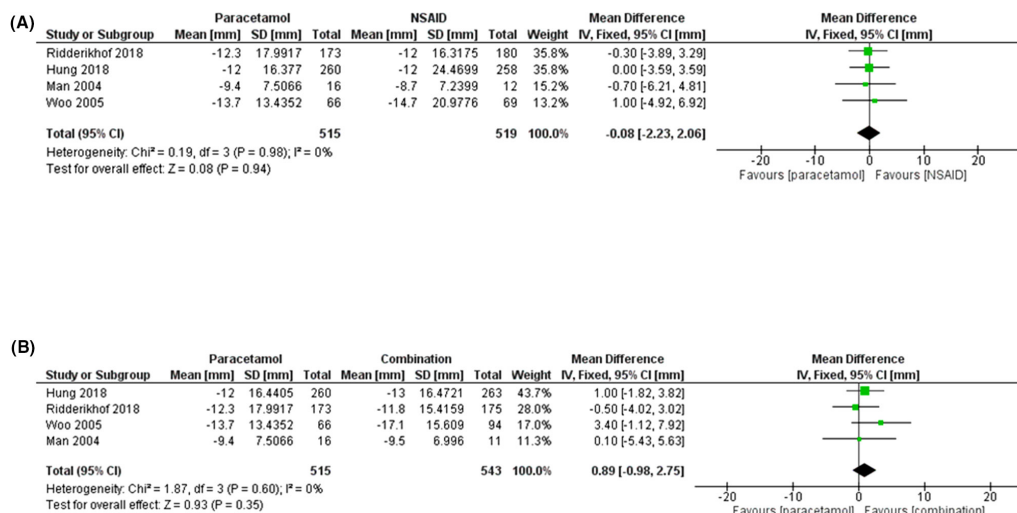 (A)
Paracetamol NSAID Mean Difference Mean Difference
Study or Subgroup Mean [mm] SD [mm] Total Mean [mm] SD [mm] Total Weight IV, Fixed, 95% CI [mm] IV, Fixed, 95% CI [mm]
Ridderikhof 2018 -12.3 17.9917 173 -12 16.3175 180 35.8% -0.30 [-3.89, 3.29]
Hung 2018 -12 16.377 260 -12 24.4699 258 35.8% 0.00 [-3.59, 3.59]
Man 2004 -9.4 7.5066 16 -8.7 7.2399 12 15.2% -0.70 [-6.21, 4.81]
Woo 2005 -13.7 13.4352 66 -14.7 20.9776 69 13.2% 1.00 [-4.92, 6.92]
Total (95% CI) 515 519 100.0% -0.08 [-2.23, 2.06]
Heterogeneity: Chi² = 0.19, df = 3 (P = 0.98); I² = 0%
Test for overall effect: Z = 0.08 (P = 0.94)
-20 -10 0 10 20
Favours [paracetamol] Favours [NSAID]
(B)
Paracetamol Combination Mean Difference Mean Difference
Study or Subgroup Mean [mm] SD [mm] Total Mean [mm] SD [mm] Total Weight IV, Fixed, 95% CI [mm] IV, Fixed, 95% CI [mm]
Hung 2018 -12 16.4405 260 -13 16.4721 263 43.7% 1.00 [-1.82, 3.82]
Ridderikhof 2018 -12.3 17.9917 173 -11.8 15.4159 175 28.0% -0.50 [-4.02, 3.02]
Woo 2005 -13.7 13.4352 66 -17.1 15.609 94 17.0% 3.40 [-1.12, 7.92]
Man 2004 -9.4 7.5066 16 -9.5 6.996 11 11.3% 0.10 [-5.43, 5.63]
Total (95% CI) 515 543 100.0% 0.89 [-0.98, 2.75]
Heterogeneity: Chi² = 1.87, df = 3 (P = 0.60); I² = 0%
Test for overall effect: Z = 0.93 (P = 0.35)
-20 -10 0 10 20
Favours [paracetamol] Favours [combination]